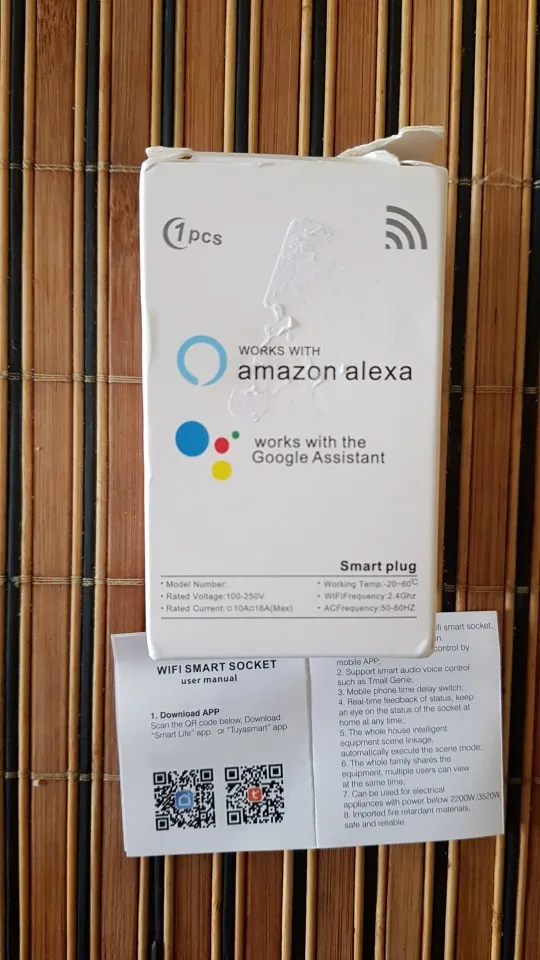 1pcs
WORKS WITH
amazon alexa
works with the
Google Assistant
Smart plug
• Model Number:
• Rated Voltage:100-250V
• Rated Current:▫10A▫16A(Max)
• Working Temp:-20~60℃
• WIFIFrequency:2.4Ghz
• ACFrequency:50-60HZ
WIFI SMART SOCKET
user manual
1. Download APP
Scan the QR code below, Download
"Smart Life" app or "Tuyasmart" app
smart socket,
control by
mobile APP;
2. Support smart audio voice control
such as Tmall Genie;
3. Mobile phone time delay switch;
4. Real-time feedback of status, keep
an eye on the status of the socket at
home at any time;
5. The whole house intelligent
equipment scene linkage,
automatically execute the scene mode;
6. The whole family shares the
equipment, multiple users can view
at the same time;
7. Can be used for electrical
appliances with power below 2200W/3520W
8. Imported fire retardant materials,
safe and reliable.